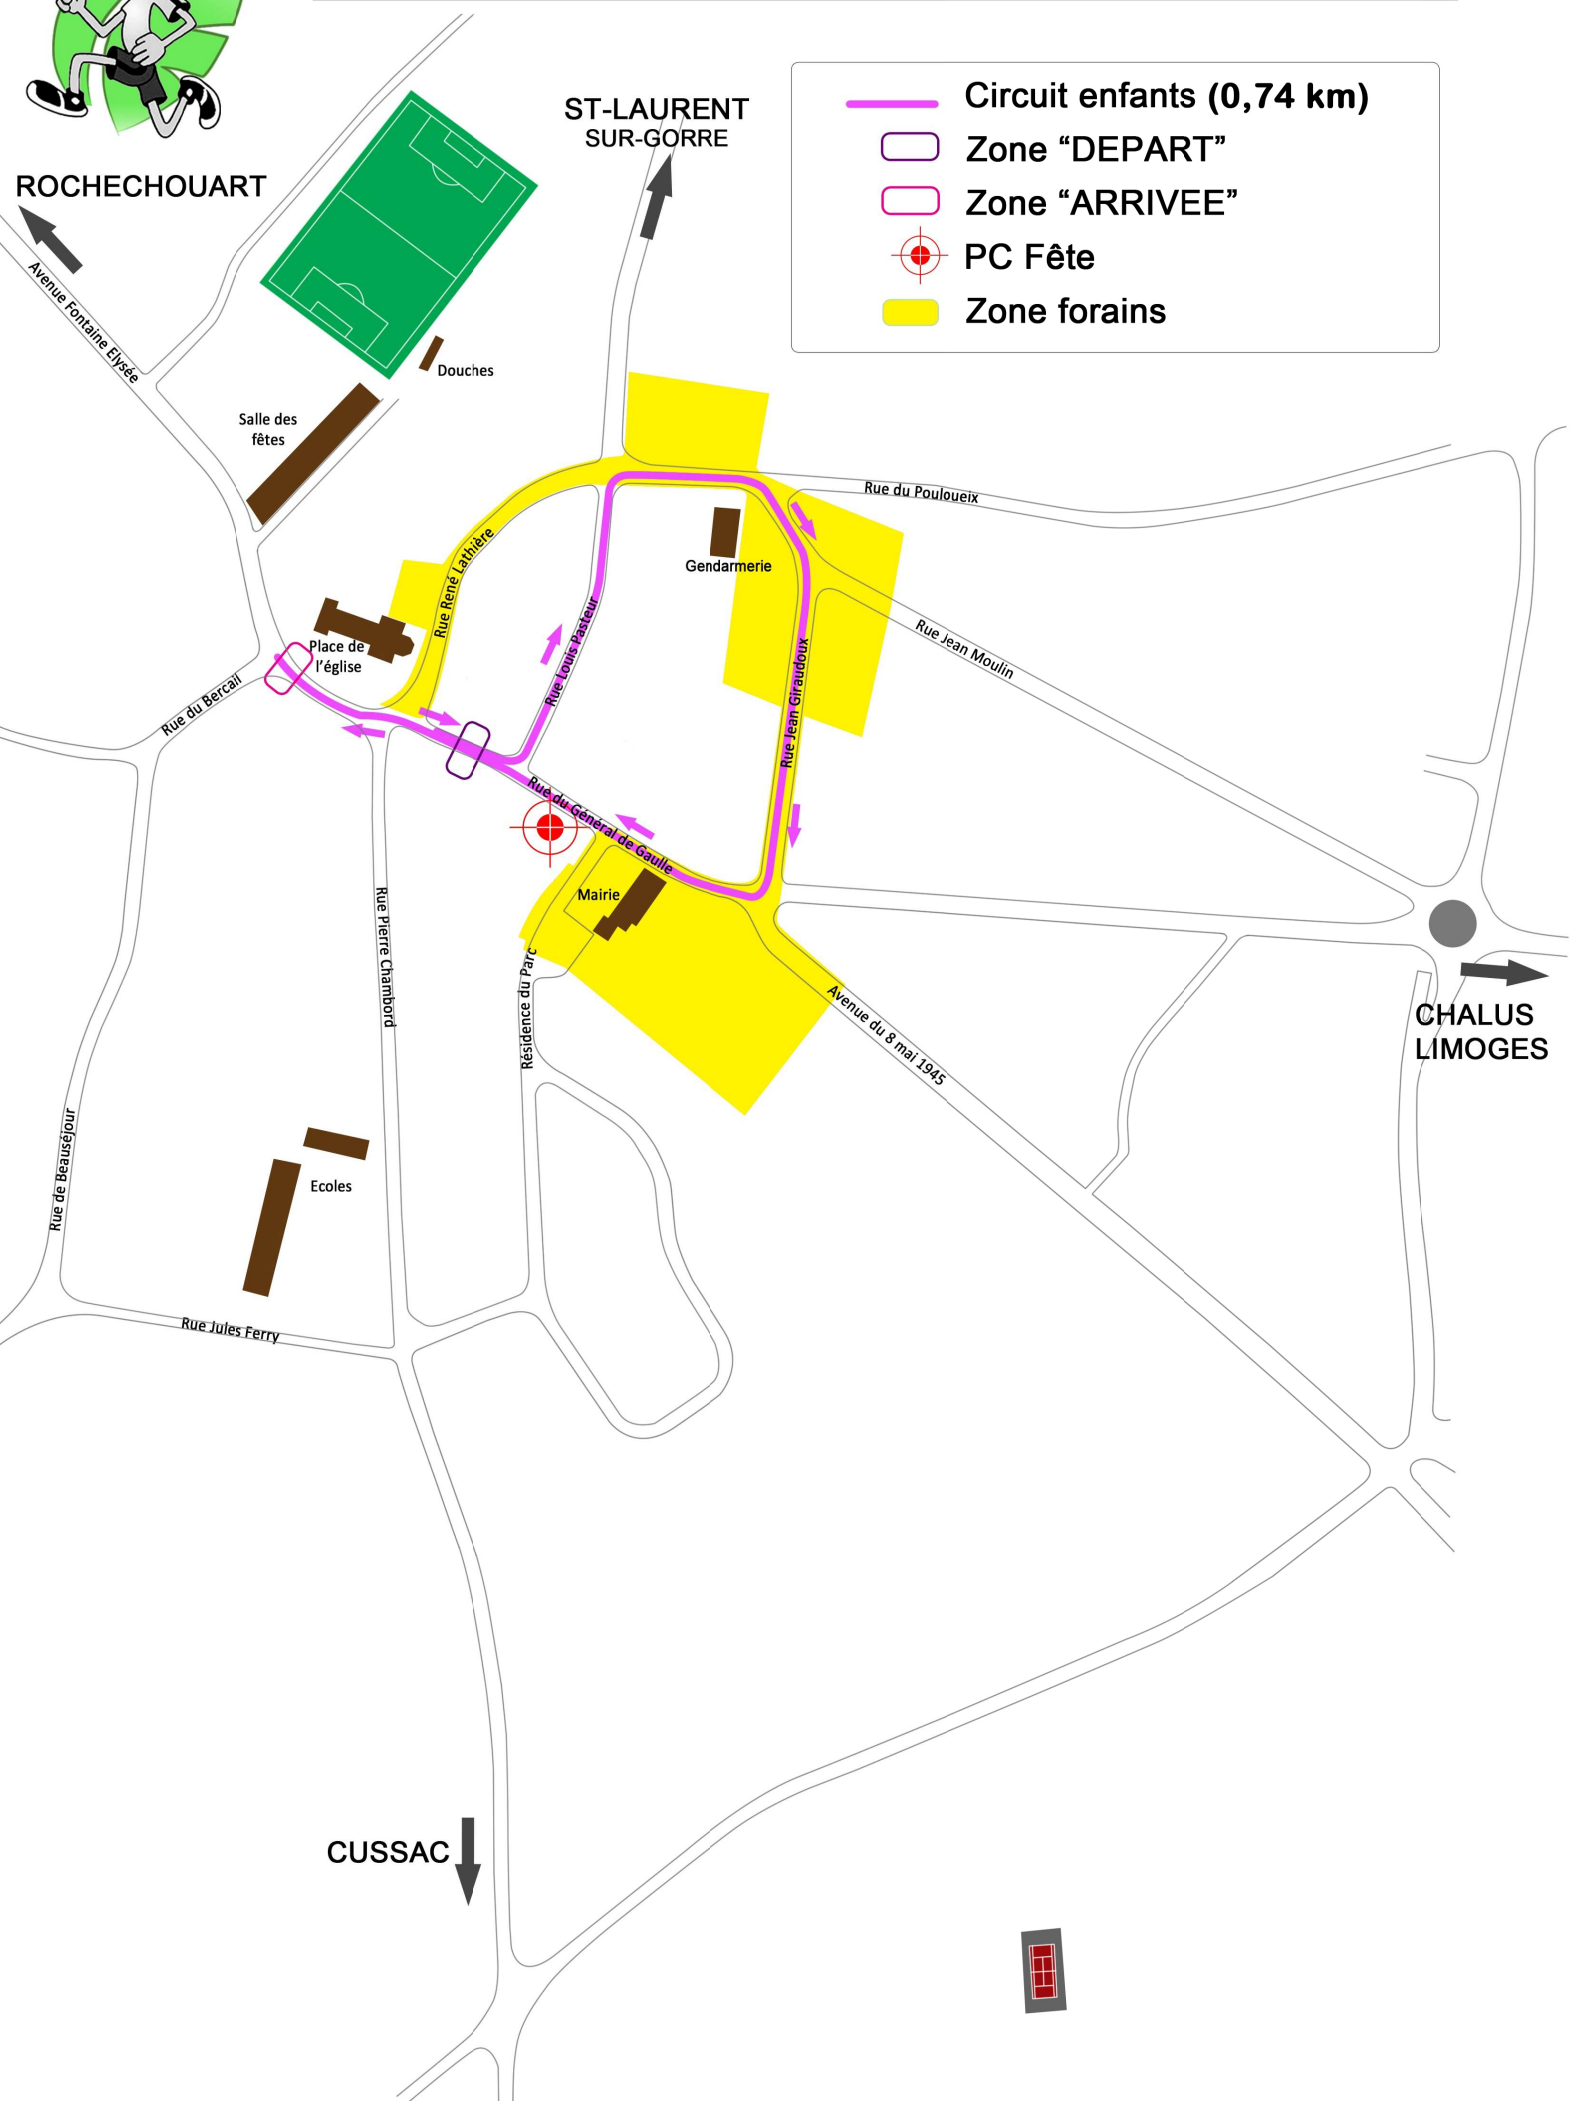 ST-LAURENT
SUR-GORRE
Circuit enfants (0,74 km)
Zone “DEPART”
Zone “ARRIVEE”
PC Fête
Zone forains
ROCHECHOUART
Avenue Fontaine Elysée
Douches
Salle des
fêtes
Rue du Pouloueix
Rue René Lathière
Gendarmerie
Rue Louis Pasteur
Rue Jean Moulin
Place de
l'église
Rue Jean Giraudoux
Rue du Bercail
Rue du Général de Gaulle
Mairie
Rue Pierre Chambord
Résidence du Parc
Avenue du 8 mai 1945
CHALUS
LIMOGES
Rue de Beauséjour
Ecoles
Rue Jules Ferry
CUSSAC